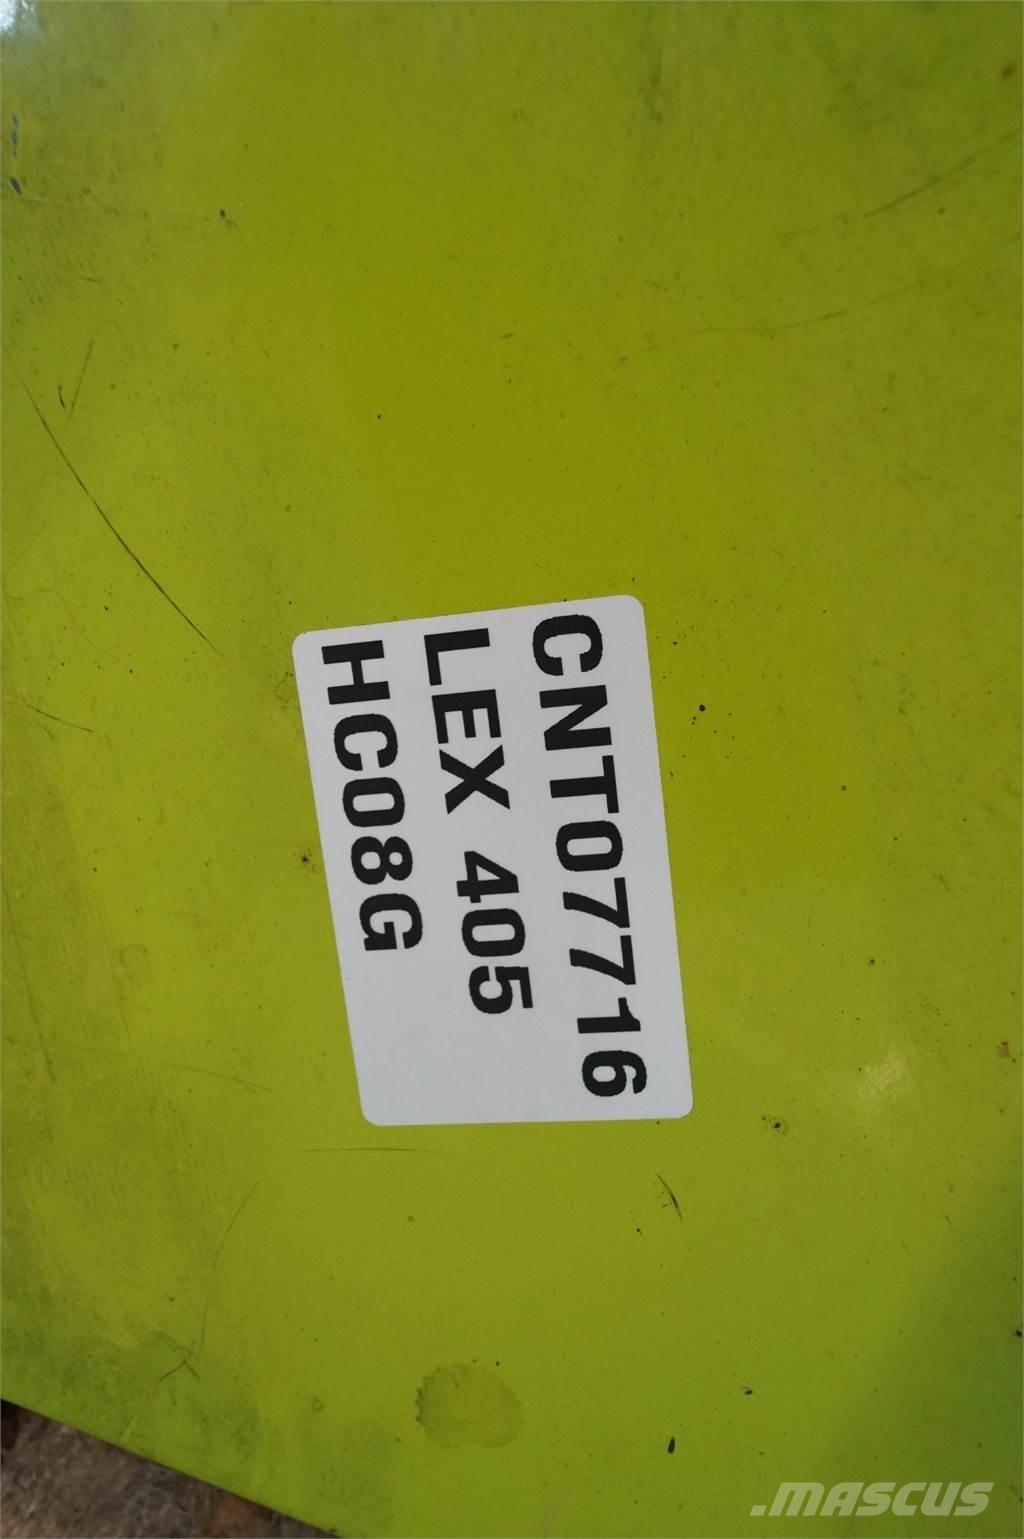 CNT07716
LEX 405
HC08G
.MASCUS